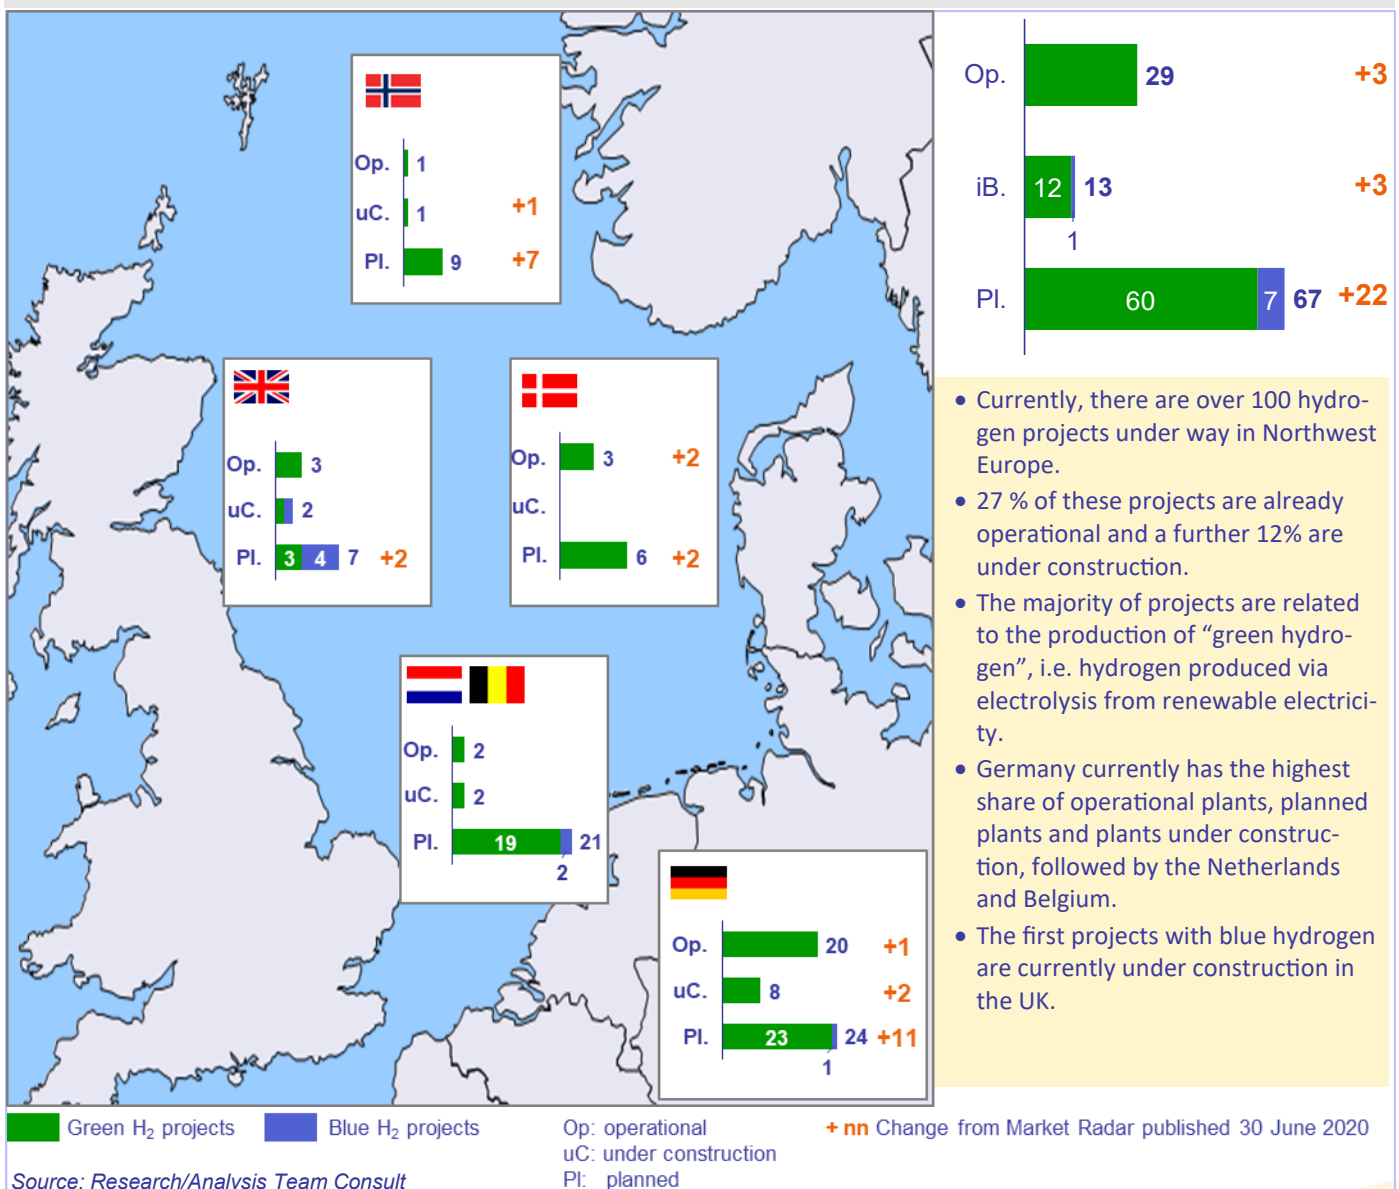 Op. 1
uC. 1 +1
Pl. 9 +7
Op. 3
uC. 2
Pl. 3 4 7 +2
Op. 3 +2
uC.
Pl. 6 +2
Op. 2
uC. 2
Pl. 19 21
2
Op. 20 +1
uC. 8 +2
Pl. 23 24 +11
1
Op. 29 +3
iB. 12 13 +3
1
Pl. 60 7 67 +22
• Currently, there are over 100 hydro-
gen projects under way in Northwest
Europe.
• 27 % of these projects are already
operational and a further 12% are
under construction.
• The majority of projects are related
to the production of “green hydro-
gen”, i.e. hydrogen produced via
electrolysis from renewable electrici-
ty.
• Germany currently has the highest
share of operational plants, planned
plants and plants under construc-
tion, followed by the Netherlands
and Belgium.
• The first projects with blue hydrogen
are currently under construction in
the UK.
Green H₂ projects Blue H₂ projects Op: operational + nn Change from Market Radar published 30 June 2020
uC: under construction
Source: Research/Analysis Team Consult Pl: planned